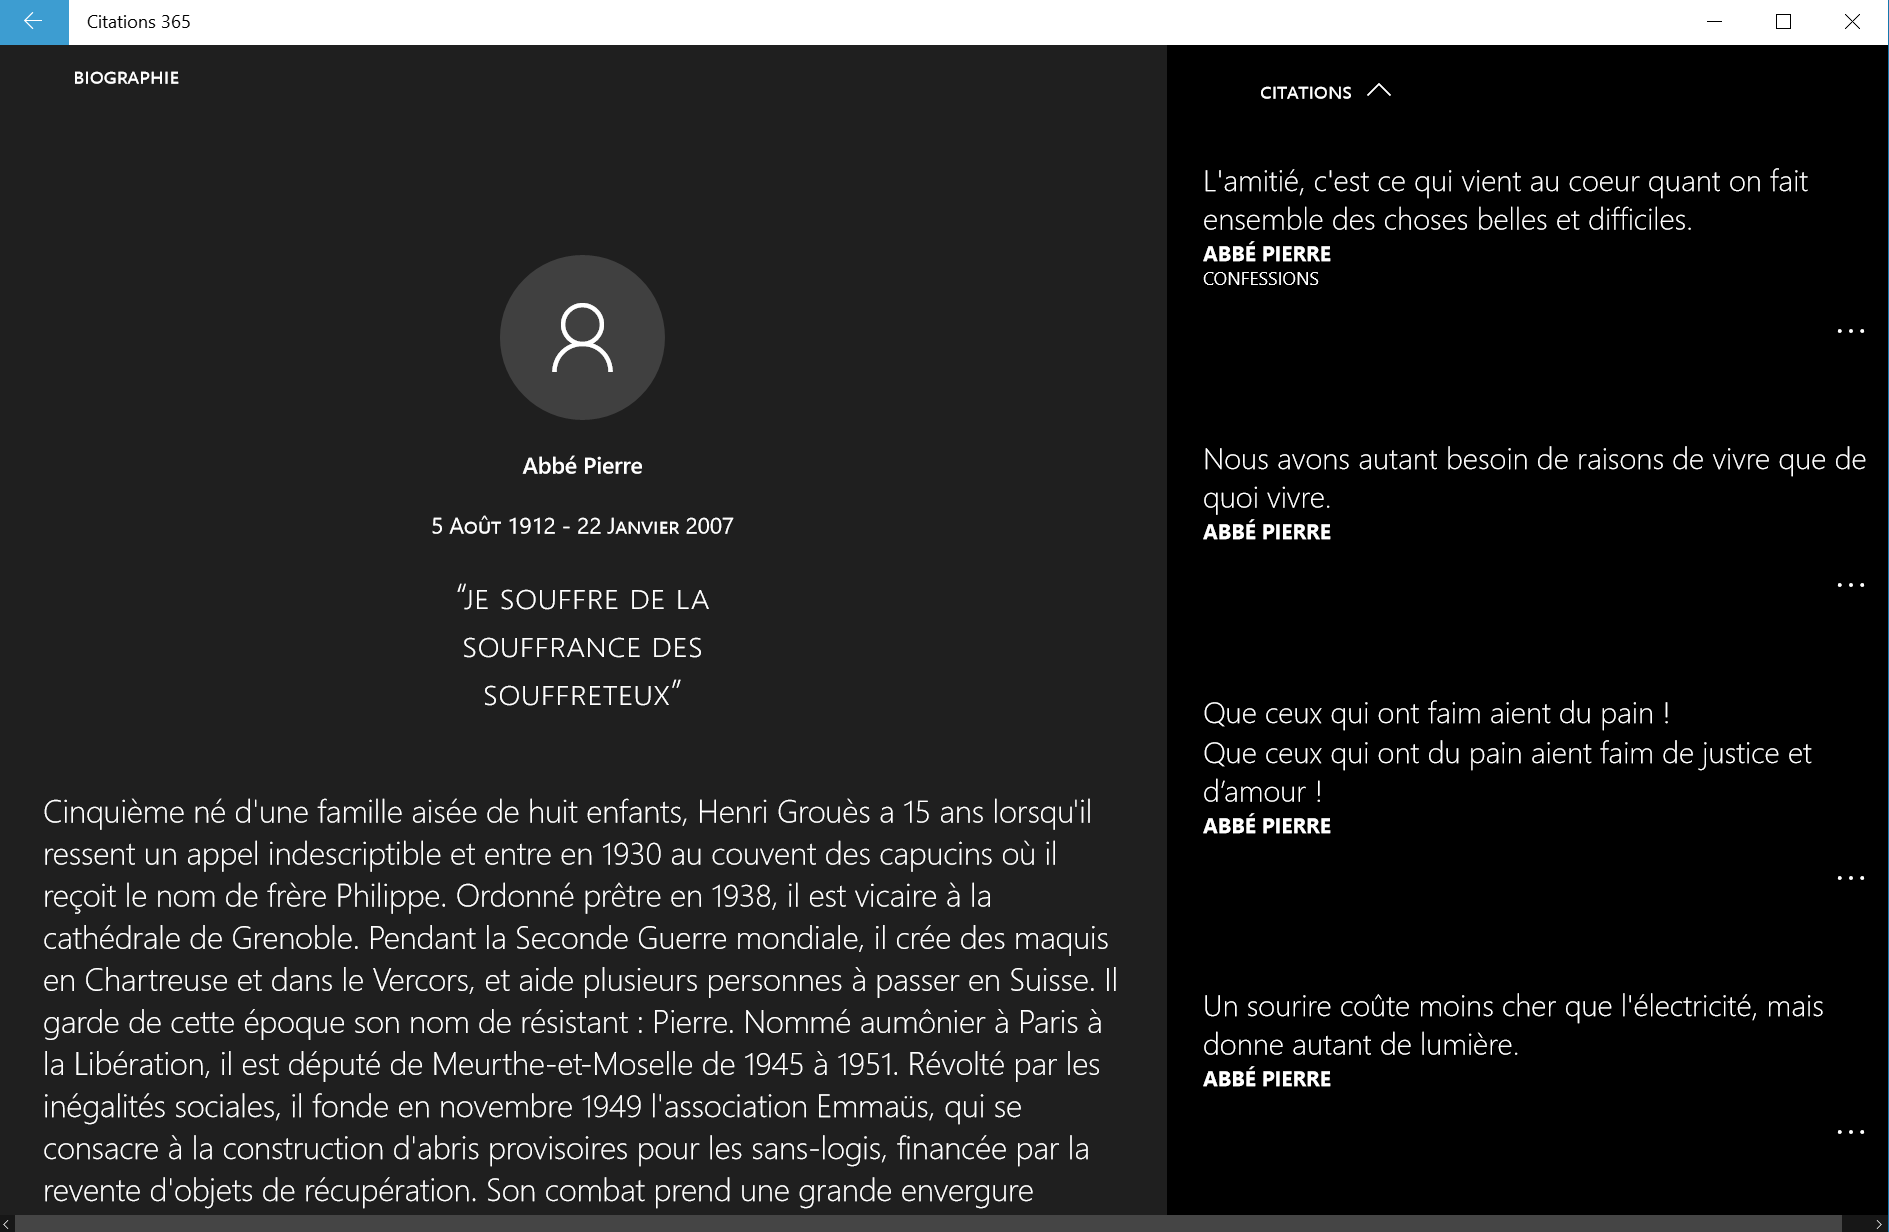 Citations 365
BIOGRAPHIE
Abbé Pierre
5 Août 1912 - 22 Janvier 2007
“JE SOUFFRE DE LA
SOUFFRANCE DES
SOUFFRETEUX”
Cinquième né d'une famille aisée de huit enfants, Henri Grouès a 15 ans lorsqu'il
ressent un appel indescriptible et entre en 1930 au couvent des capucins où il
reçoit le nom de frère Philippe. Ordonné prêtre en 1938, il est vicaire à la
cathédrale de Grenoble. Pendant la Seconde Guerre mondiale, il crée des maquis
en Chartreuse et dans le Vercors, et aide plusieurs personnes à passer en Suisse. Il
garde de cette époque son nom de résistant : Pierre. Nommé aumônier à Paris à
la Libération, il est député de Meurthe-et-Moselle de 1945 à 1951. Révolté par les
inégalités sociales, il fonde en novembre 1949 l'association Emmaüs, qui se
consacre à la construction d'abris provisoires pour les sans-logis, financée par la
revente d'objets de récupération. Son combat prend une grande envergure
CITATIONS
L'amitié, c'est ce qui vient au coeur quant on fait
ensemble des choses belles et difficiles.
ABBÉ PIERRE
CONFESSIONS
...
Nous avons autant besoin de raisons de vivre que de
quoi vivre.
ABBÉ PIERRE
...
Que ceux qui ont faim aient du pain !
Que ceux qui ont du pain aient faim de justice et
d’amour !
ABBÉ PIERRE
...
Un sourire coûte moins cher que l'électricité, mais
donne autant de lumière.
ABBÉ PIERRE
...